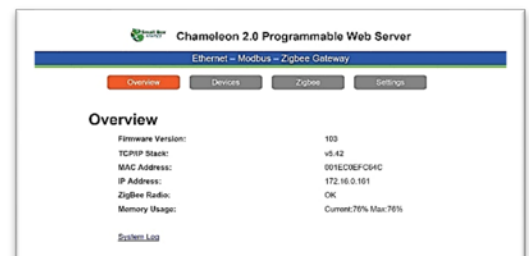 Chameleon 2.0 Programmable Web Server
Ethernet – Modbus – Zigbee Gateway
Overview Devices Zigbee Settings
Overview
Firmware Version: 103
TCP/IP Stack: v5.42
MAC Address: 001EC0EFC64C
IP Address: 172.16.0.161
ZigBee Radio: OK
Memory Usage: Current:76% Max:76%
System Log